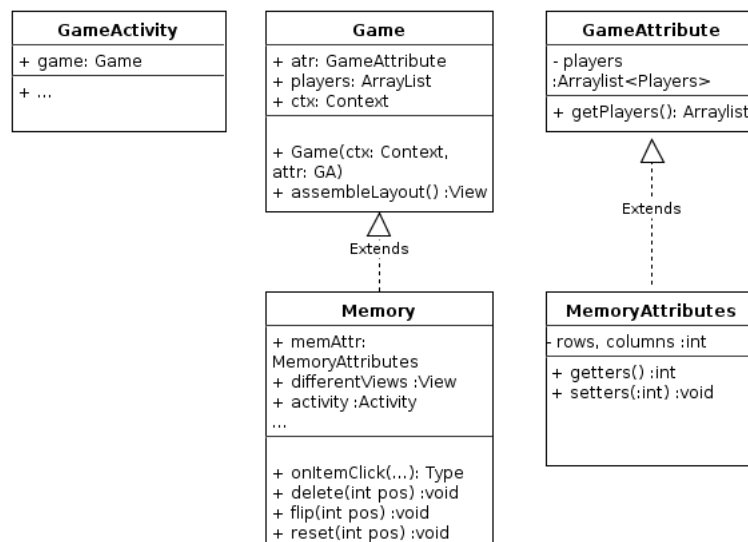 GameActivity
+ game: Game
+ ...
Game
+ atr: GameAttribute
+ players: ArrayList
+ ctx: Context
+ Game(ctx: Context,
attr: GA)
+ assembleLayout() :View
GameAttribute
- players
:Arraylist<Players>
+ getPlayers(): Arraylist
Extends
Extends
Memory
+ memAttr:
MemoryAttributes
+ differentViews :View
+ activity :Activity
...
+ onItemClick(...): Type
+ delete(int pos) :void
+ flip(int pos) :void
+ reset(int pos) :void
MemoryAttributes
- rows, columns :int
+ getters() :int
+ setters(:int) :void